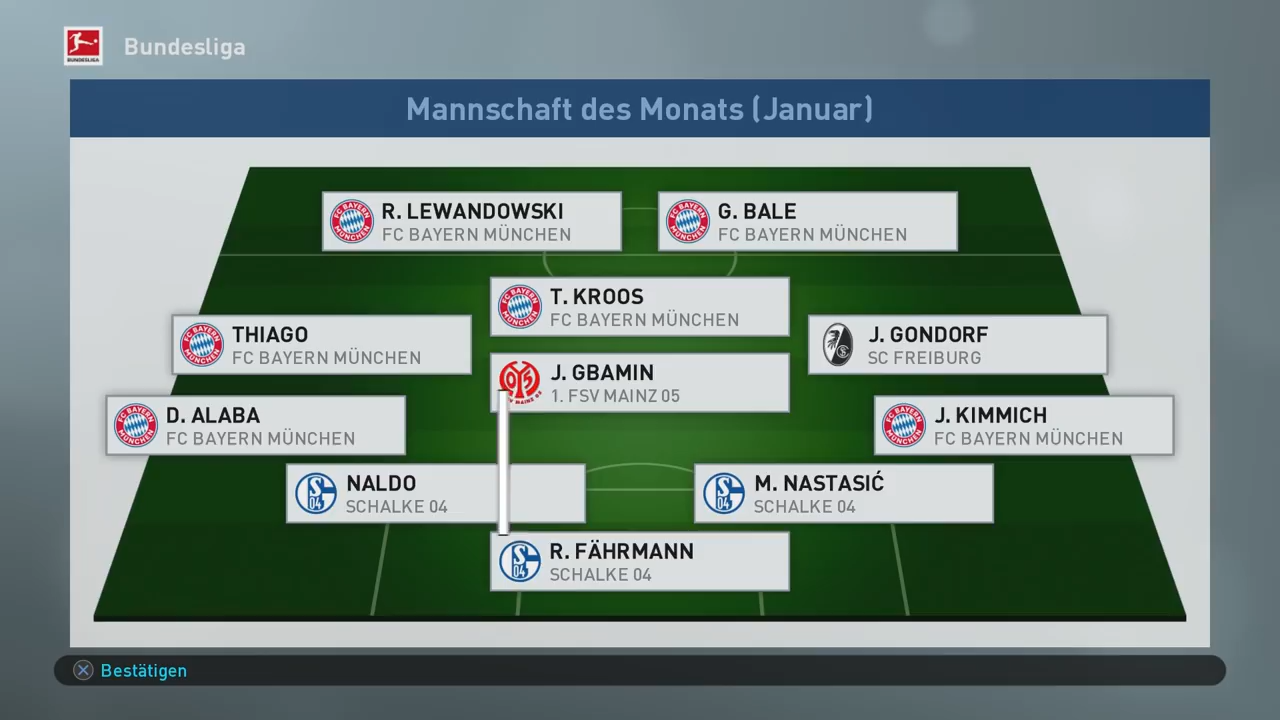 BUNDESLIGA
Bundesliga
Mannschaft des Monats (Januar)
R. LEWANDOWSKI
FC BAYERN MÜNCHEN
G. BALE
FC BAYERN MÜNCHEN
T. KROOS
FC BAYERN MÜNCHEN
THIAGO
FC BAYERN MÜNCHEN
J. GONDORF
SC FREIBURG
J. GBAMIN
1. FSV MAINZ 05
D. ALABA
FC BAYERN MÜNCHEN
J. KIMMICH
FC BAYERN MÜNCHEN
NALDO
SCHALKE 04
M. NASTASIĆ
SCHALKE 04
R. FÄHRMANN
SCHALKE 04
Bestätigen